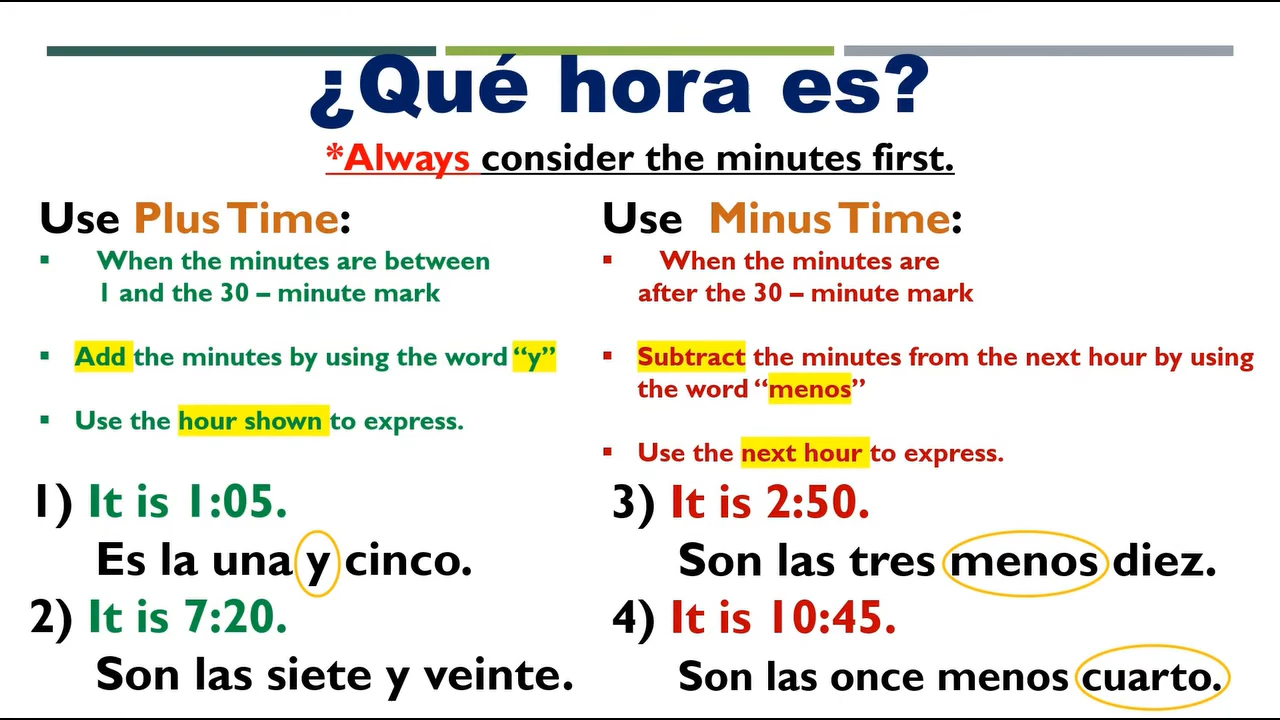 ¿Qué hora es?
*Always consider the minutes first.
Use Plus Time:
▪ When the minutes are between
1 and the 30 – minute mark
▪ Add the minutes by using the word “y”
▪ Use the hour shown to express.
1) It is 1:05.
Es la una y cinco.
2) It is 7:20.
Son las siete y veinte.
Use Minus Time:
▪ When the minutes are
after the 30 – minute mark
▪ Subtract the minutes from the next hour by using
the word “menos”
▪ Use the next hour to express.
3) It is 2:50.
Son las tres menos diez.
4) It is 10:45.
Son las once menos cuarto.